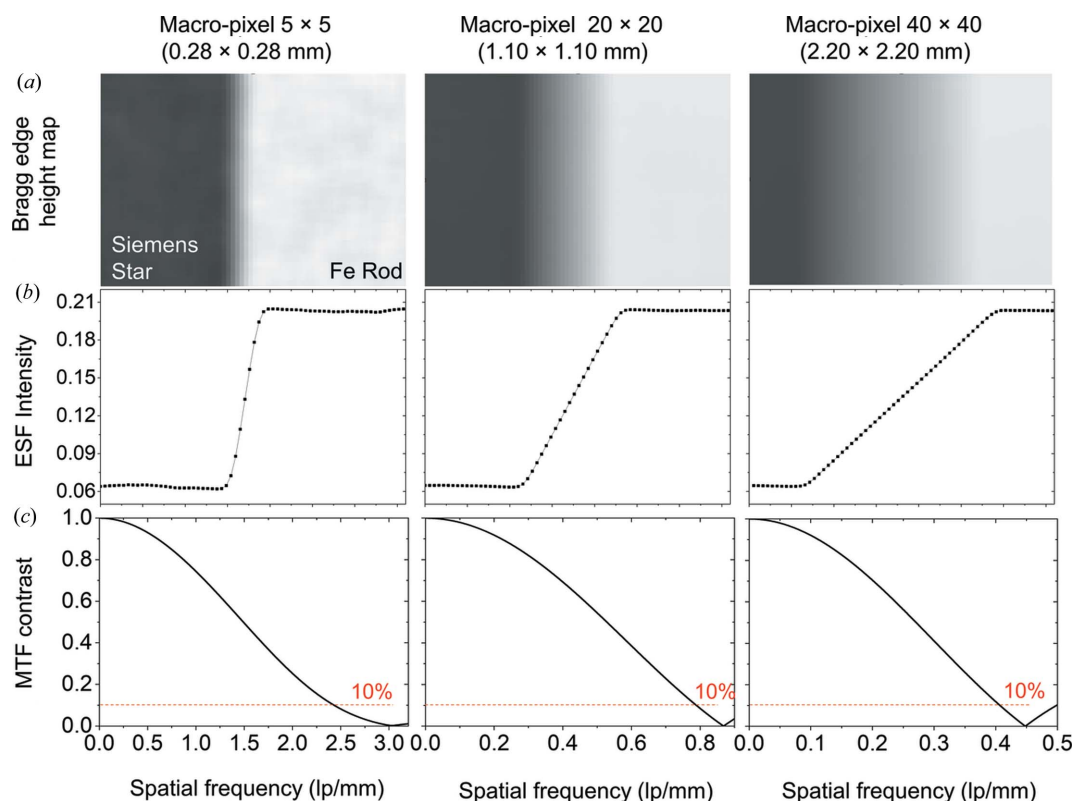 Macro-pixel 5 × 5
(0.28 × 0.28 mm)
Macro-pixel 20 × 20
(1.10 × 1.10 mm)
Macro-pixel 40 × 40
(2.20 × 2.20 mm)
(a)
Bragg edge
height map
Siemens
Star
Fe Rod
(b)
ESF Intensity
0.21
0.18
0.15
0.12
0.09
0.06
(c)
MTF contrast
1.0
0.8
0.6
0.4
0.2
0.0
10%
10%
10%
0.0 0.5 1.0 1.5 2.0 2.5 3.0
0.0 0.2 0.4 0.6 0.8
0.0 0.1 0.2 0.3 0.4 0.5
Spatial frequency (lp/mm)
Spatial frequency (lp/mm)
Spatial frequency (lp/mm)